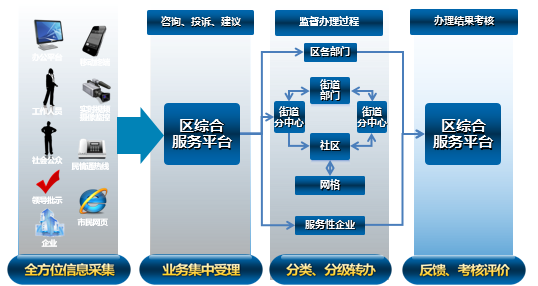 咨询、投诉、建议
监督办理过程
办理结果考核
工作人员
社会公众
民情通热线
领导批示
市民网页
企业
区综合
服务平台
区各部门
街道
部门
街道
分中心
街道
分中心
社区
网格
服务性企业
区综合
服务平台
全方位信息采集
业务集中受理
分类、分级转办
反馈、考核评价